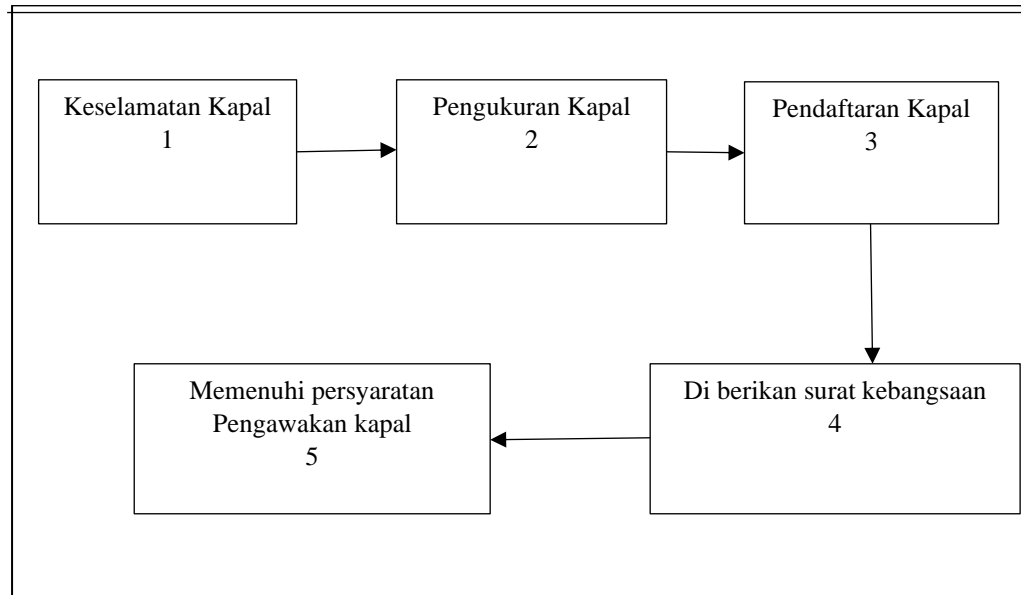 Keselamatan Kapal
1
Pengukuran Kapal
2
Pendaftaran Kapal
3
Di berikan surat kebangsaan
4
Memenuhi persyaratan
Pengawakan kapal
5